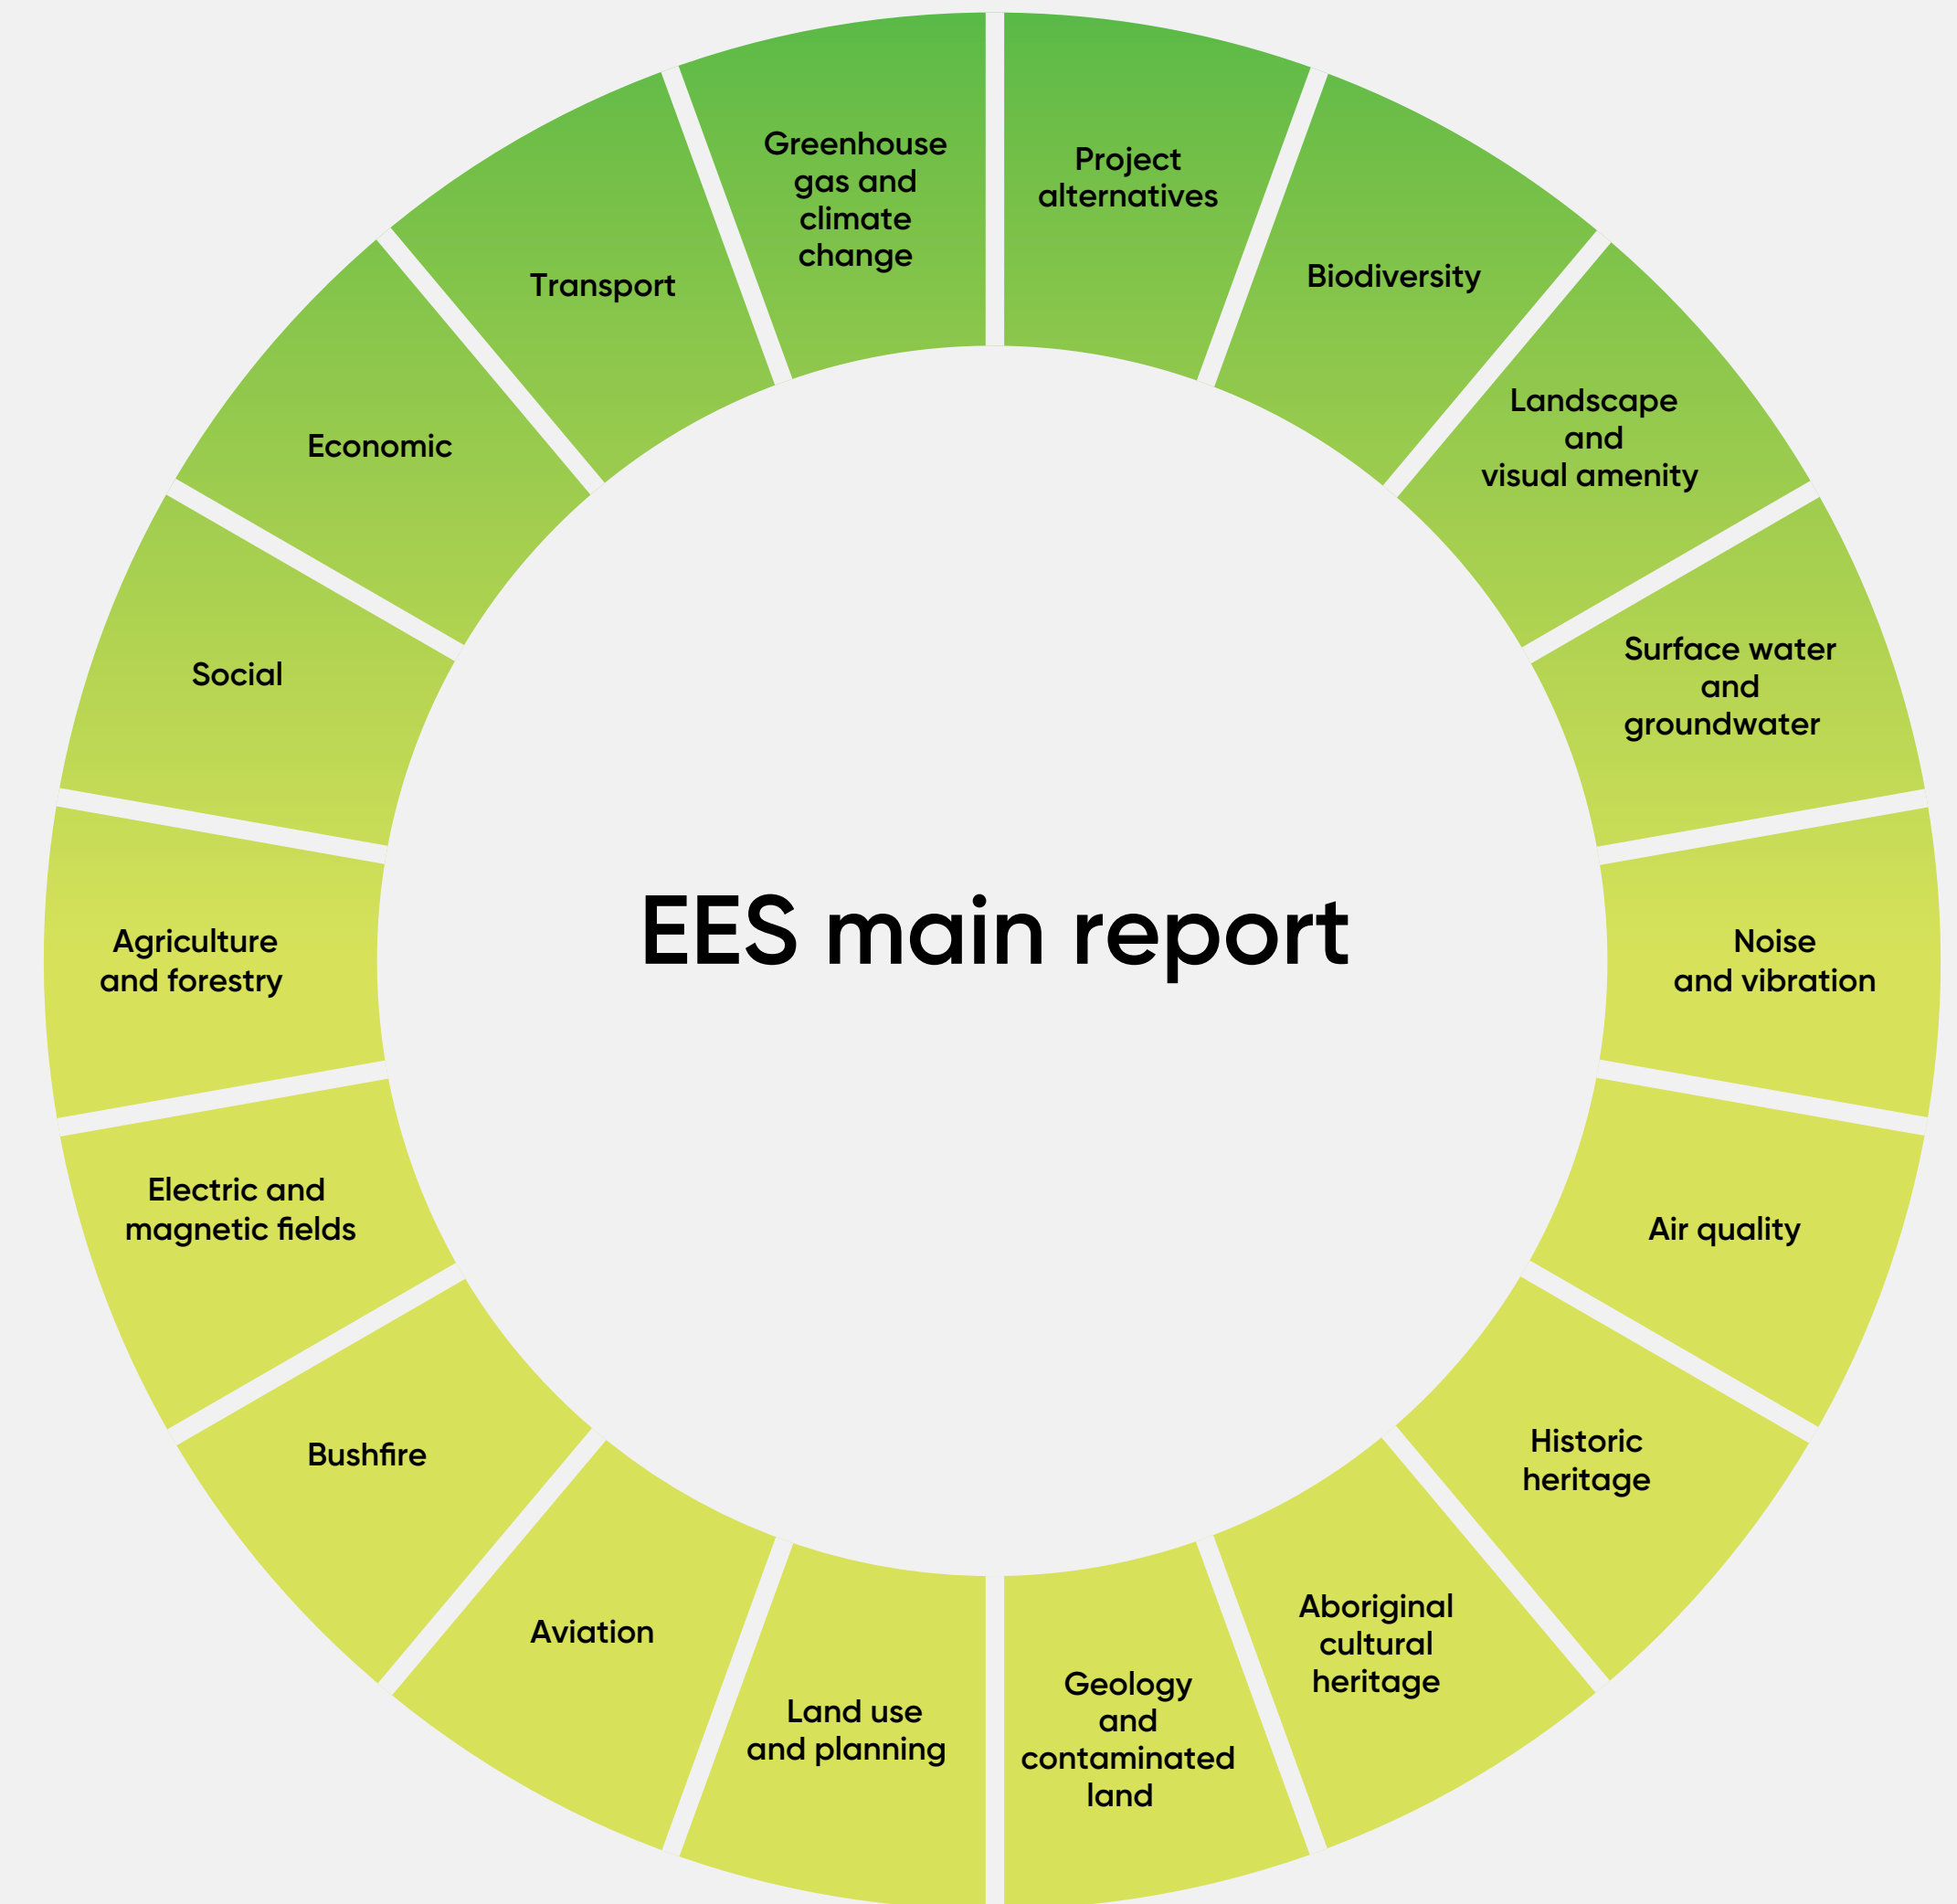 Greenhouse
gas and
climate
change
Project
alternatives
Biodiversity
Landscape
and
visual amenity
Surface water
and
groundwater
Noise
and vibration
Air quality
Historic
heritage
Aboriginal
cultural
heritage
Geology
and
contaminated
land
Land use
and planning
Aviation
Bushfire
Electric and
magnetic fields
Agriculture
and forestry
Social
Economic
Transport
EES main report